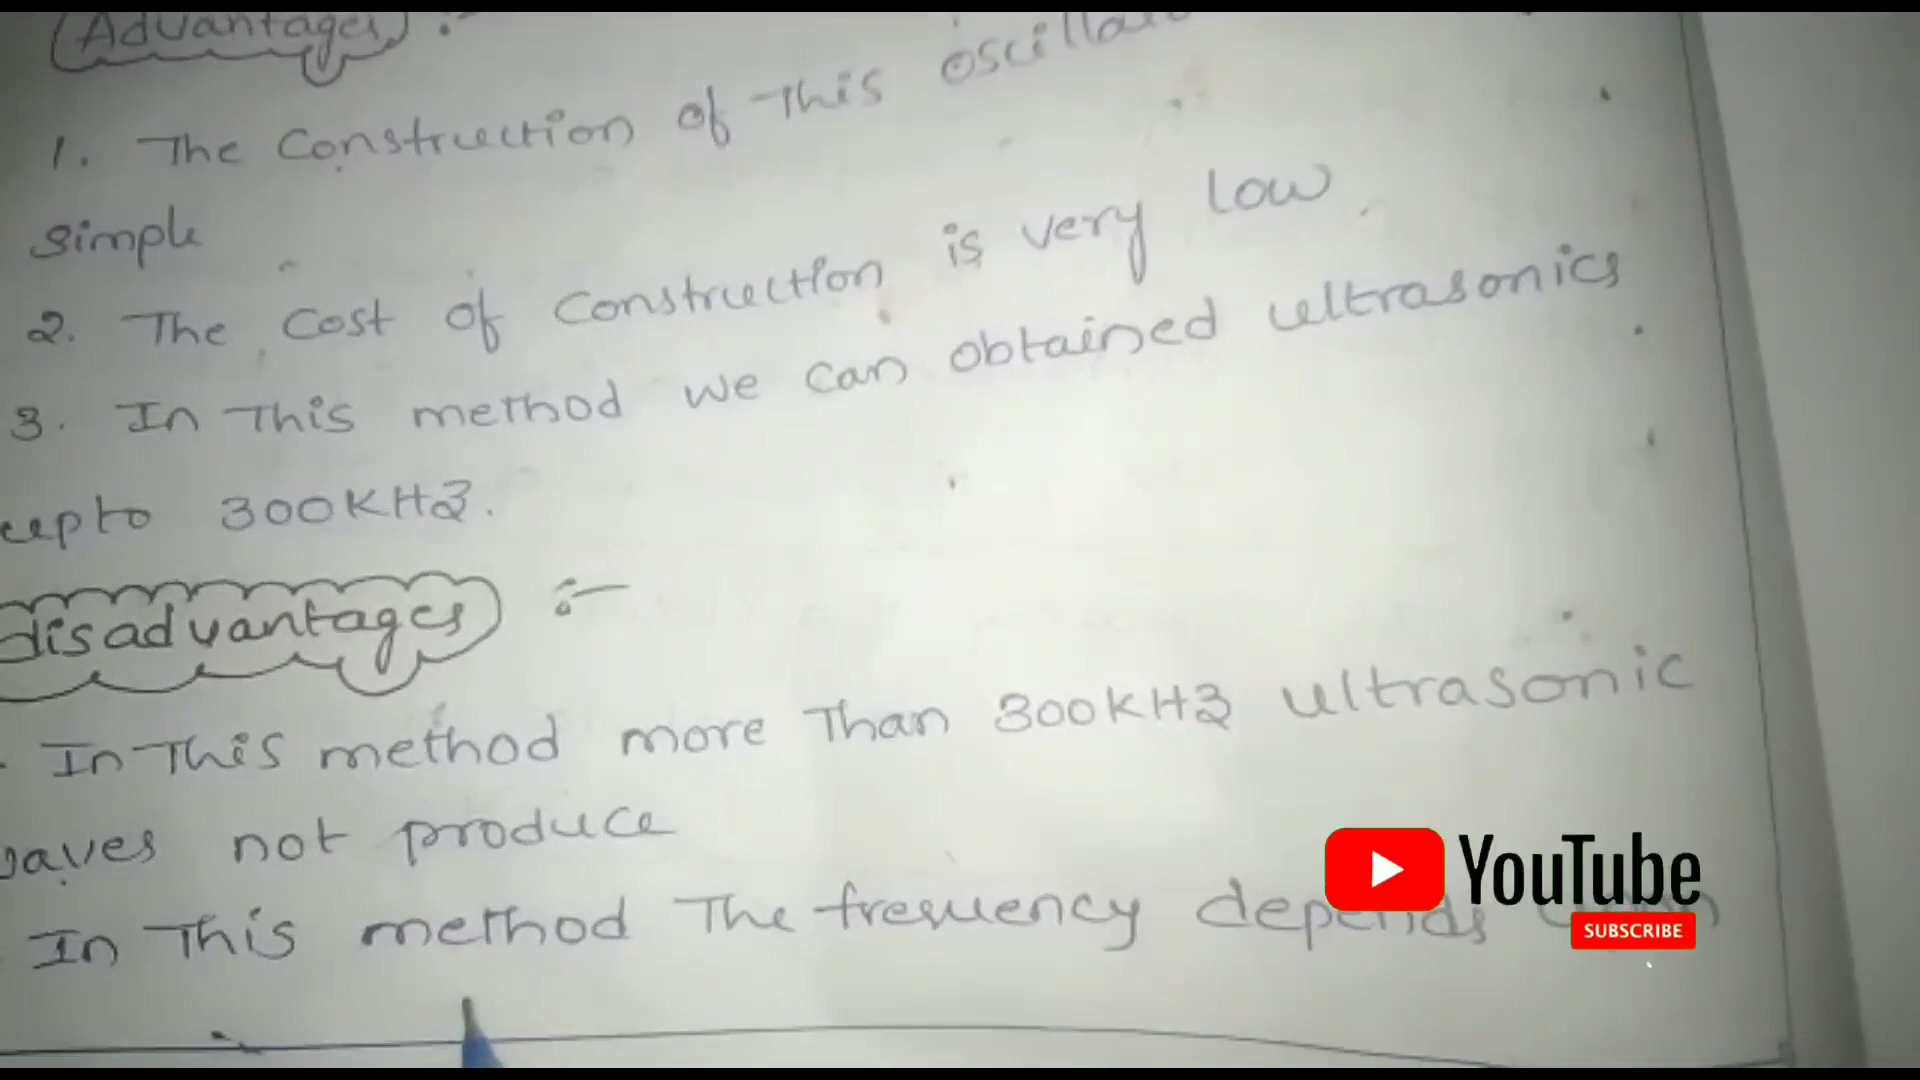 Advantages :-
1. The Construction of This
Simple
2. The Cost of Construction is very low
3. In This method we can obtained ultrasonics
upto 300KHz.
disadvantages :-
In This method more Than 300KHz ultrasonic
not produce
In This method The frequency depends
YouTube
SUBSCRIBE